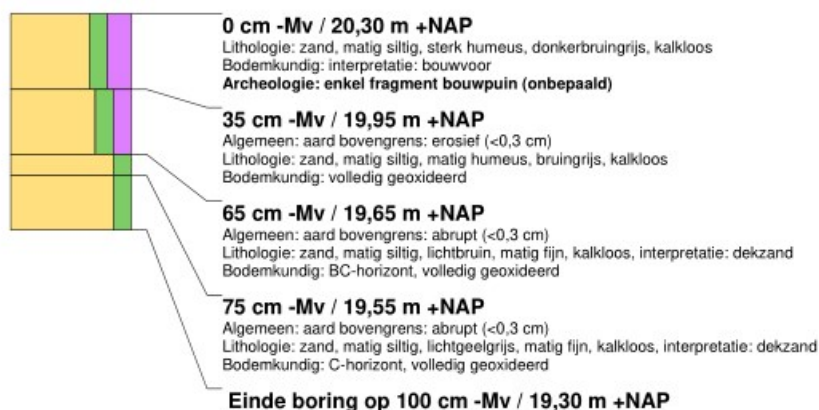 0 cm -Mv / 20,30 m +NAP
Lithologie: zand, matig siltig, sterk humeus, donkerbruingrijs, kalkloos
Bodemkundig: interpretatie: bouwvoor
Archeologie: enkel fragment bouwpuin (onbepaald)
35 cm -Mv / 19,95 m +NAP
Algemeen: aard bovengrens: erosief (<0,3 cm)
Lithologie: zand, matig siltig, matig humeus, bruingrijs, kalkloos
Bodemkundig: volledig geoxideerd
65 cm -Mv / 19,65 m +NAP
Algemeen: aard bovengrens: abrupt (<0,3 cm)
Lithologie: zand, matig siltig, lichtbruin, matig fijn, kalkloos, interpretatie: dekzand
Bodemkundig: BC-horizont, volledig geoxideerd
75 cm -Mv / 19,55 m +NAP
Algemeen: aard bovengrens: abrupt (<0,3 cm)
Lithologie: zand, matig siltig, lichtgeelgrijs, matig fijn, kalkloos, interpretatie: dekzand
Bodemkundig: C-horizont, volledig geoxideerd
Einde boring op 100 cm -Mv / 19,30 m +NAP